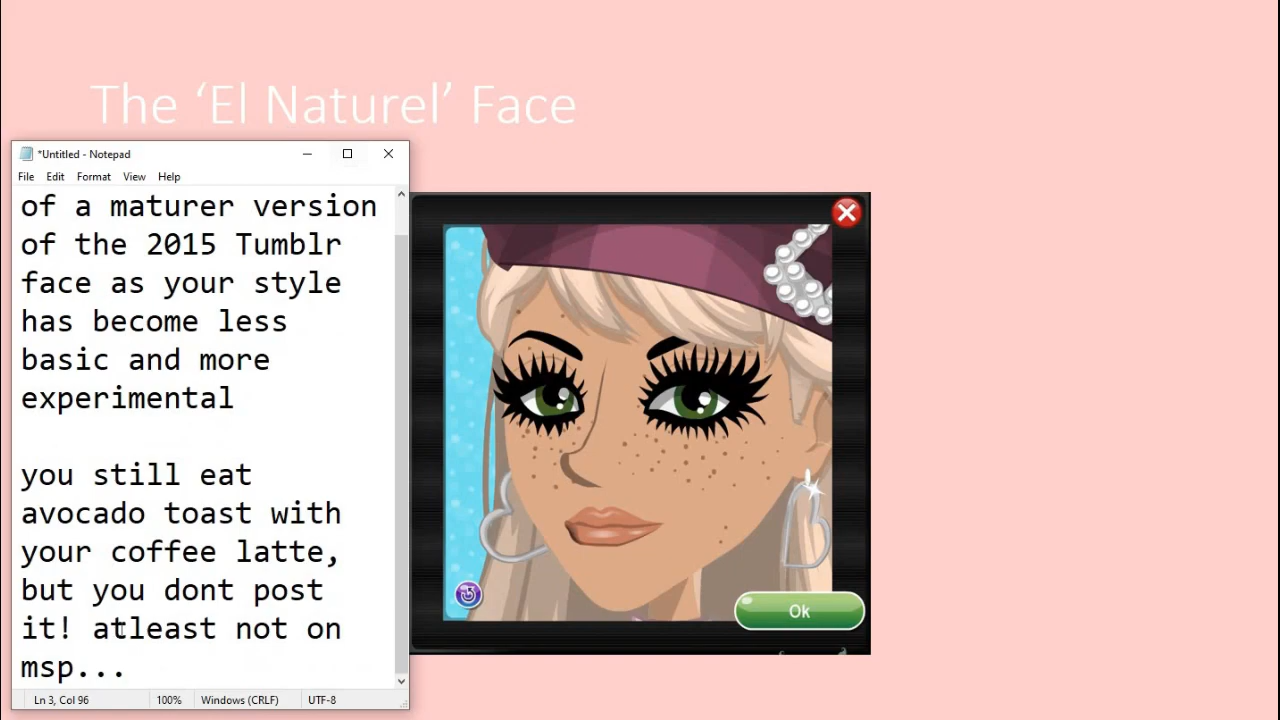 The ‘El Naturel’ Face
*Untitled - Notepad
File Edit Format View Help
of a maturer version
of the 2015 Tumblr
face as your style
has become less
basic and more
experimental
you still eat
avocado toast with
your coffee latte,
but you dont post
it! atleast not on
msp...
Ln 3, Col 96 100% Windows (CRLF) UTF-8
Ok